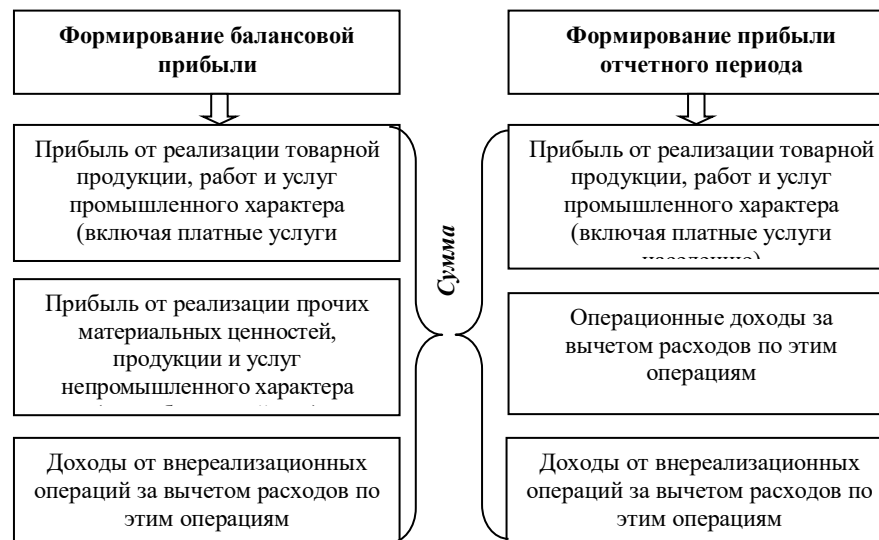 Формирование балансовой
прибыли
Прибыль от реализации товарной
продукции, работ и услуг
промышленного характера
(включая платные услуги
Прибыль от реализации прочих
материальных ценностей,
продукции и услуг
непромышленного характера
Доходы от внереализационных
операций за вычетом расходов по
этим операциям
Сумма
Формирование прибыли
отчетного периода
Прибыль от реализации товарной
продукции, работ и услуг
промышленного характера
(включая платные услуги
Операционные доходы за
вычетом расходов по этим
операциям
Доходы от внереализационных
операций за вычетом расходов по
этим операциям